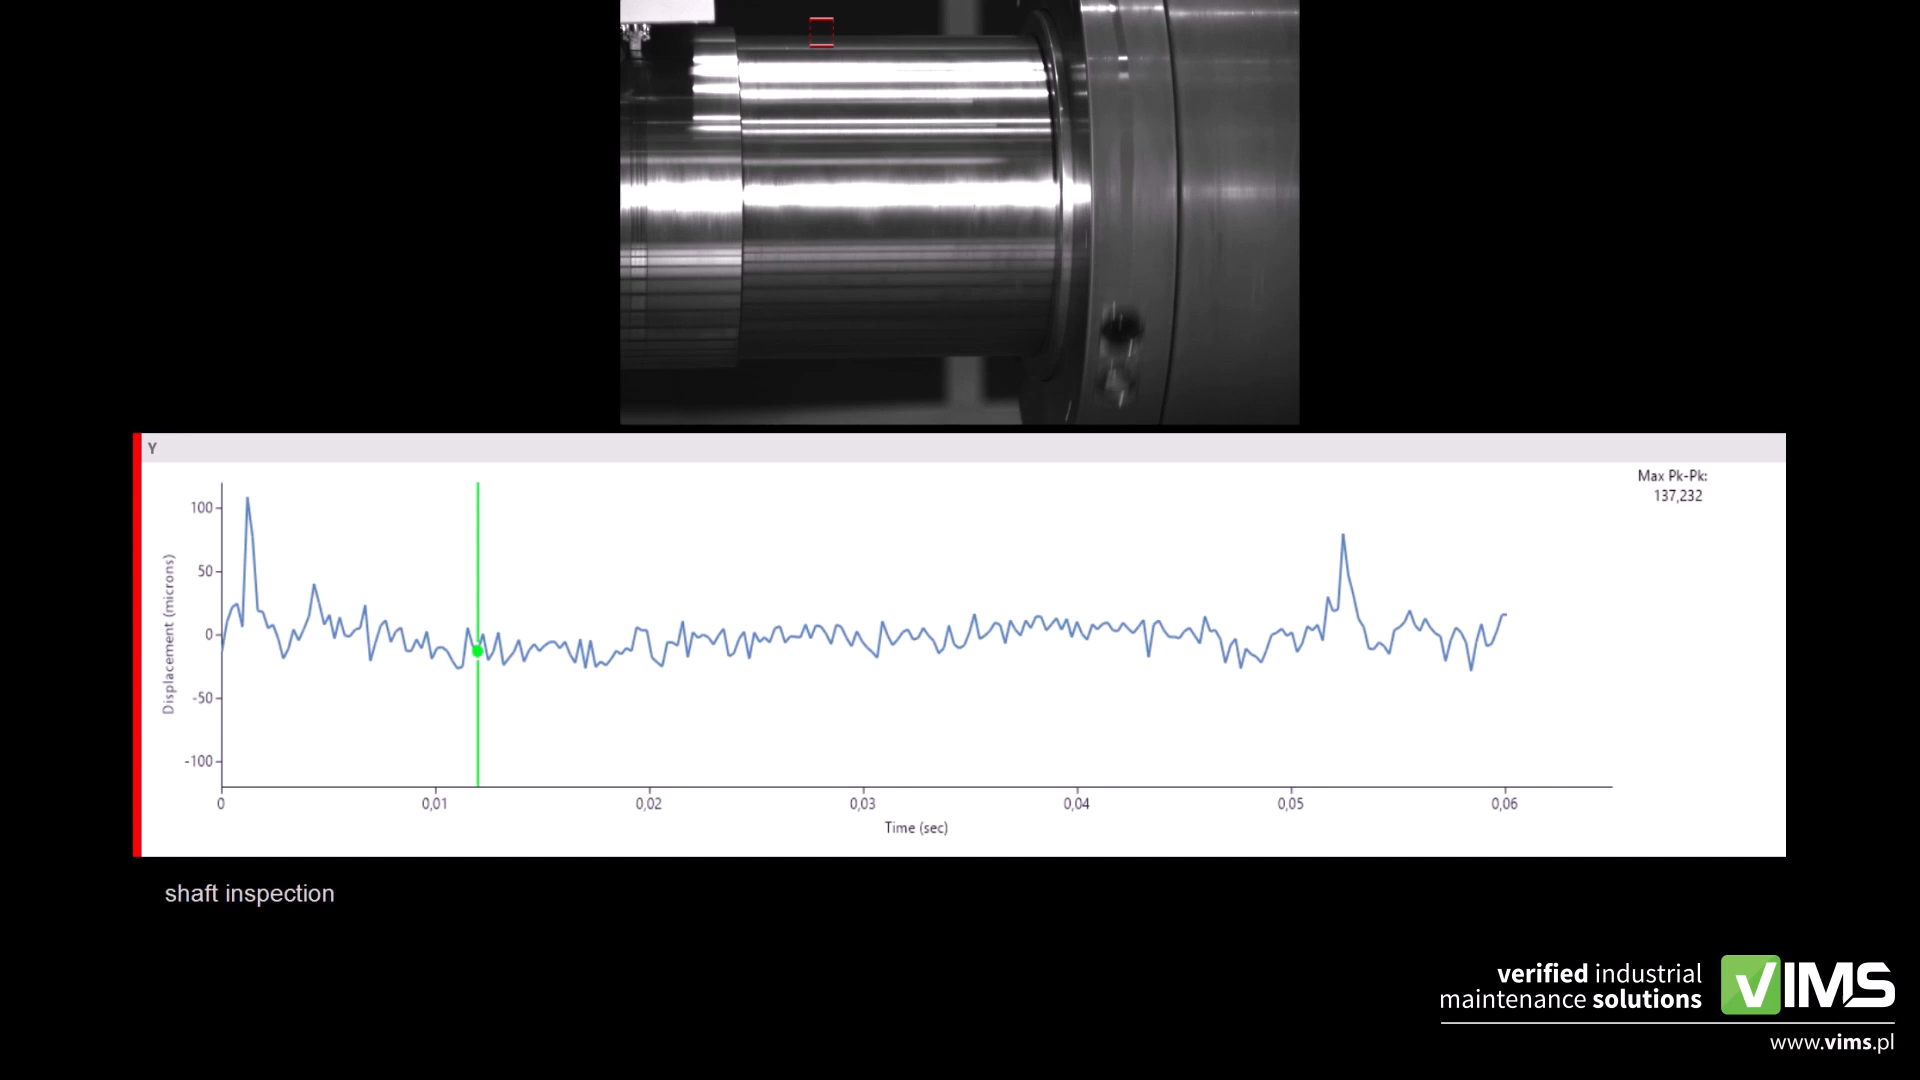 Y
Max Pk-Pk:
137,232
100
50
0
-50
-100
Displacement (microns)
0
0,01
0,02
0,03
0,04
0,05
0,06
Time (sec)
shaft inspection
verified industrial
maintenance solutions
VIMS
www.vims.pl